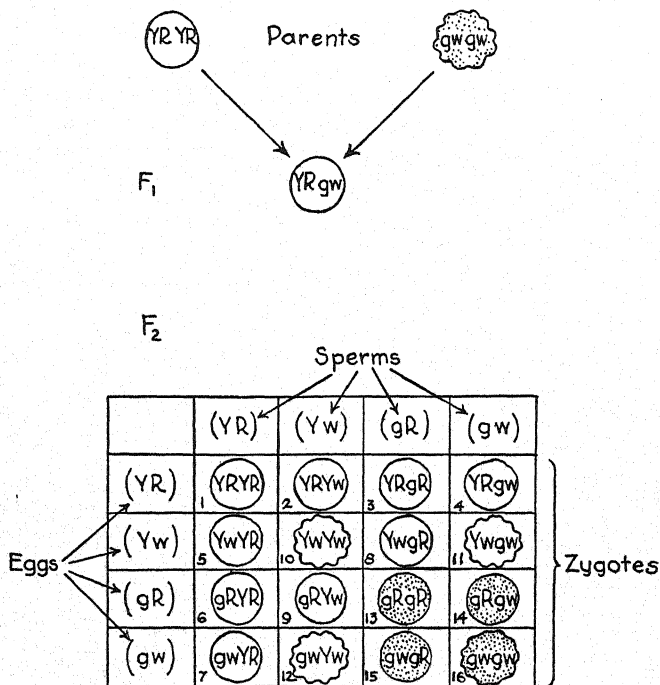 YR YR Parents gwgw
F₁ YRgw
F₂
Sperms
(YR) (Yw) (gR) (gw)
(YR) 1 YRYR 2 YRYw 3 YRgR 4 YRgw
(Yw) 5 YwYR 10 YwYw 8 YwgR 11 Ywgw
Eggs Zygotes
(gR) 6 gRYR 9 gRYw 13 gRgR 14 gRgw
(gw) 7 gwYR 12 gwYw 15 gwgR 16 gwgw